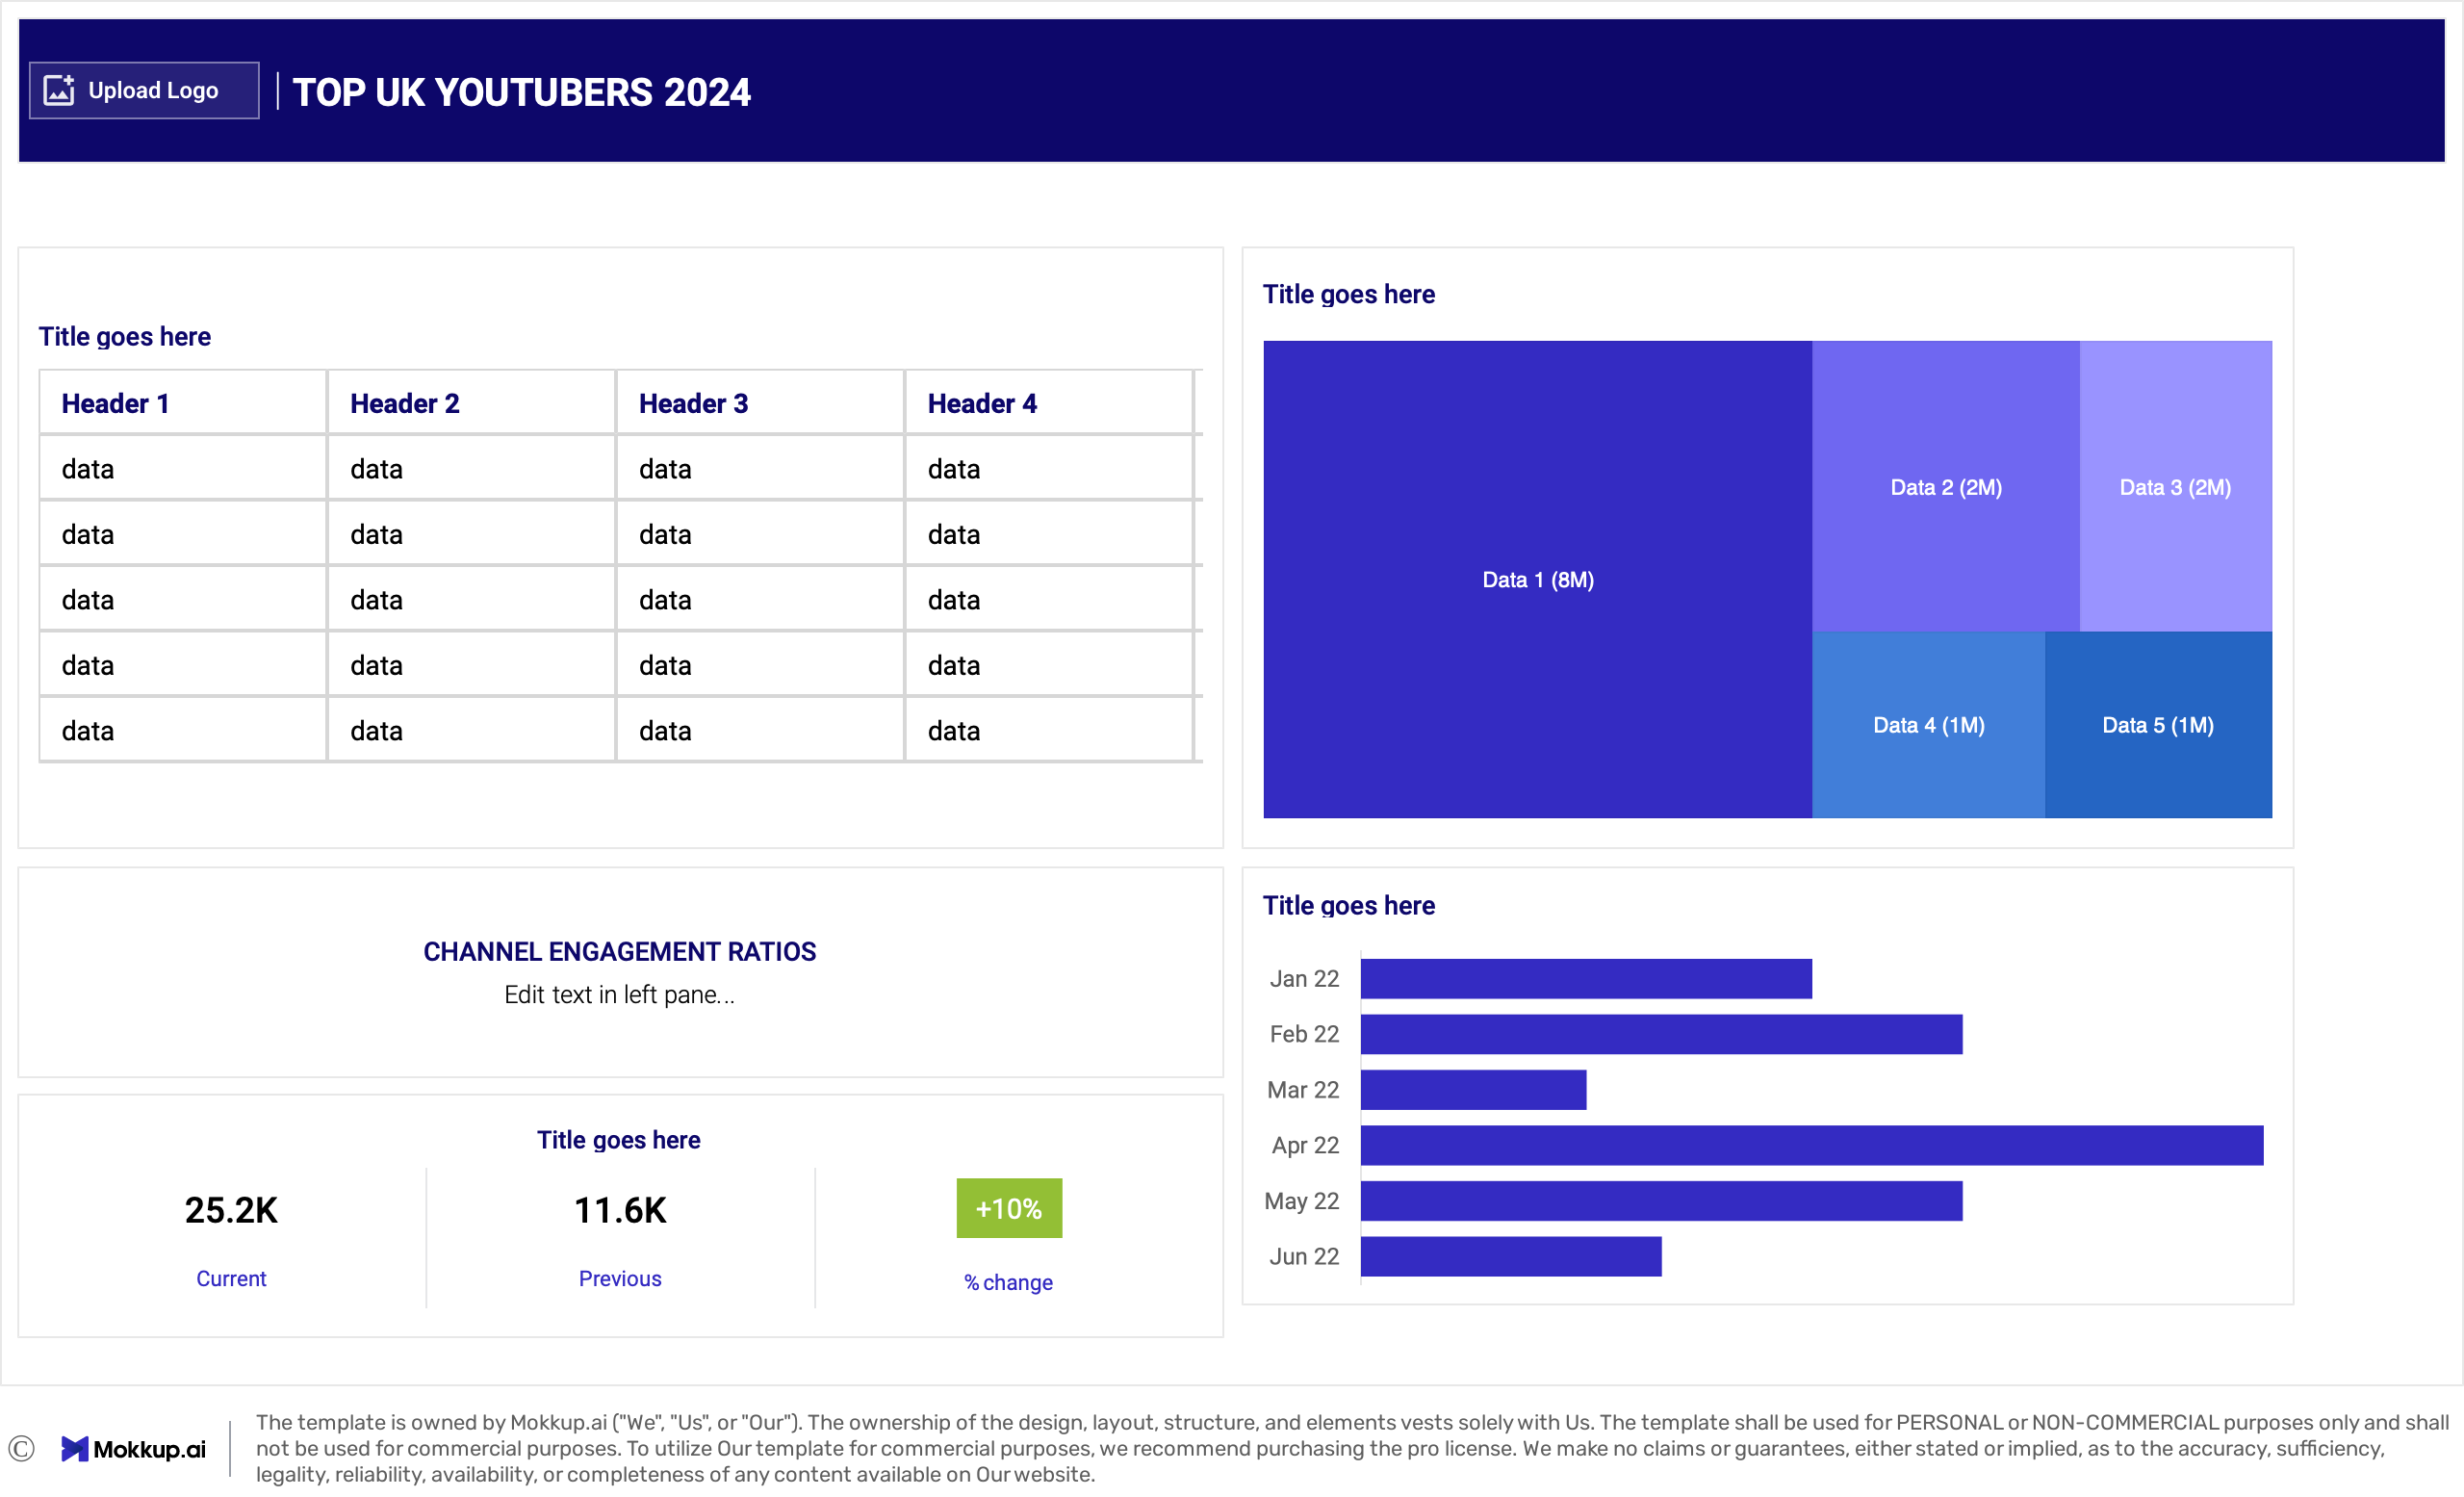 Upload Logo
TOP UK YOUTUBERS 2024
Title goes here
Header 1 Header 2 Header 3 Header 4
data data data data
data data data data
data data data data
data data data data
data data data data
Title goes here
Data 1 (8M)
Data 2 (2M)
Data 3 (2M)
Data 4 (1M)
Data 5 (1M)
CHANNEL ENGAGEMENT RATIOS
Edit text in left pane...
Title goes here
25.2K 11.6K +10%
Current Previous % change
Title goes here
Jan 22
Feb 22
Mar 22
Apr 22
May 22
Jun 22
© Mokkup.ai
The template is owned by Mokkup.ai ("We", "Us", or "Our"). The ownership of the design, layout, structure, and elements vests solely with Us. The template shall be used for PERSONAL or NON-COMMERCIAL purposes only and shall
not be used for commercial purposes. To utilize Our template for commercial purposes, we recommend purchasing the pro license. We make no claims or guarantees, either stated or implied, as to the accuracy, sufficiency,
legality, reliability, availability, or completeness of any content available on Our website.